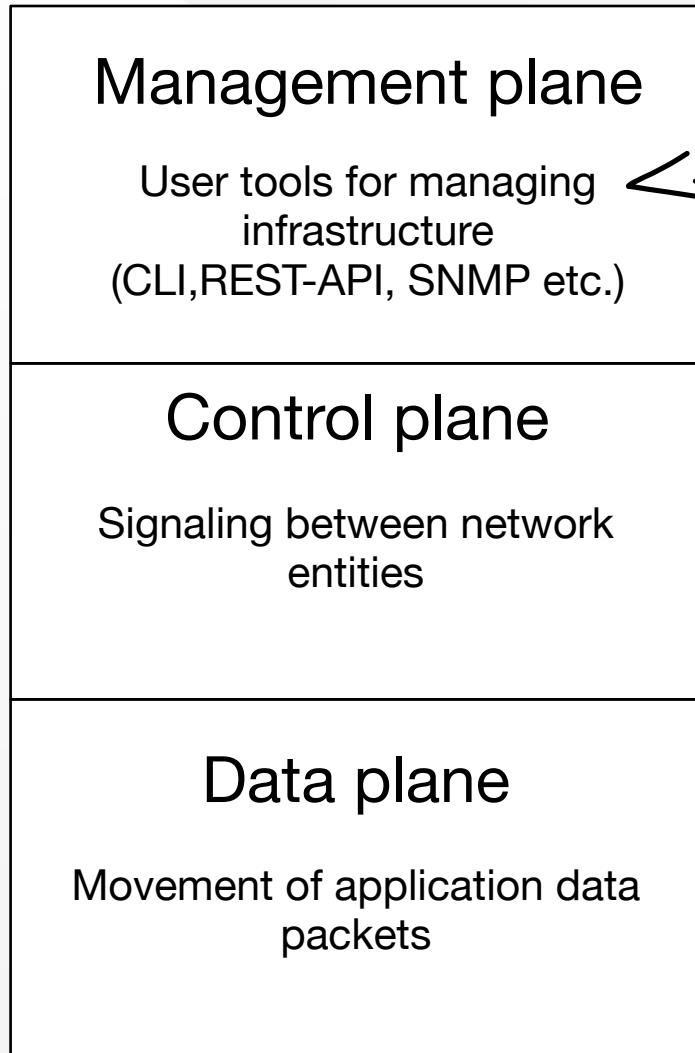 Management plane
User tools for managing
infrastructure
(CLI,REST-API, SNMP etc.)
Control plane
Signaling between network
entities
Data plane
Movement of application data
packets